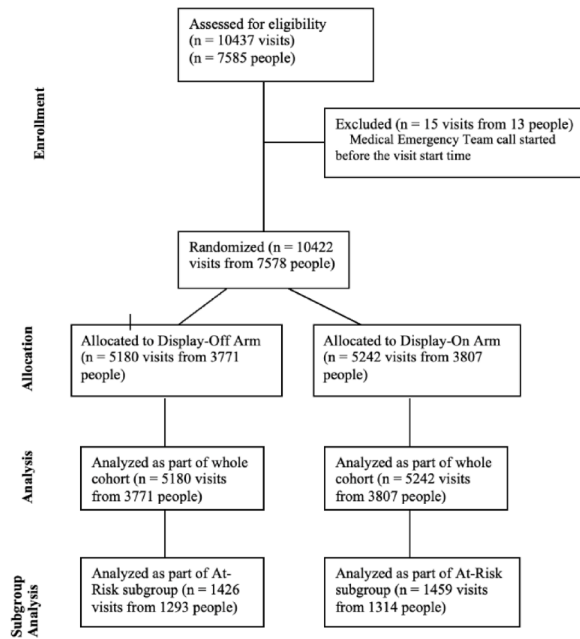 Assessed for eligibility
(n = 10437 visits)
(n = 7585 people)
Enrollment
Excluded (n = 15 visits from 13 people)
Medical Emergency Team call started
before the visit start time
Randomized (n = 10422
visits from 7578 people)
Allocation
Allocated to Display-Off Arm
(n = 5180 visits from 3771
people)
Allocated to Display-On Arm
(n = 5242 visits from 3807
people)
Analysis
Analyzed as part of whole
cohort (n = 5180 visits
from 3771 people)
Analyzed as part of whole
cohort (n = 5242 visits from
3807 people)
Subgroup
Analysis
Analyzed as part of At-
Risk subgroup (n = 1426
visits from 1293 people)
Analyzed as part of At-Risk
subgroup (n = 1459 visits
from 1314 people)